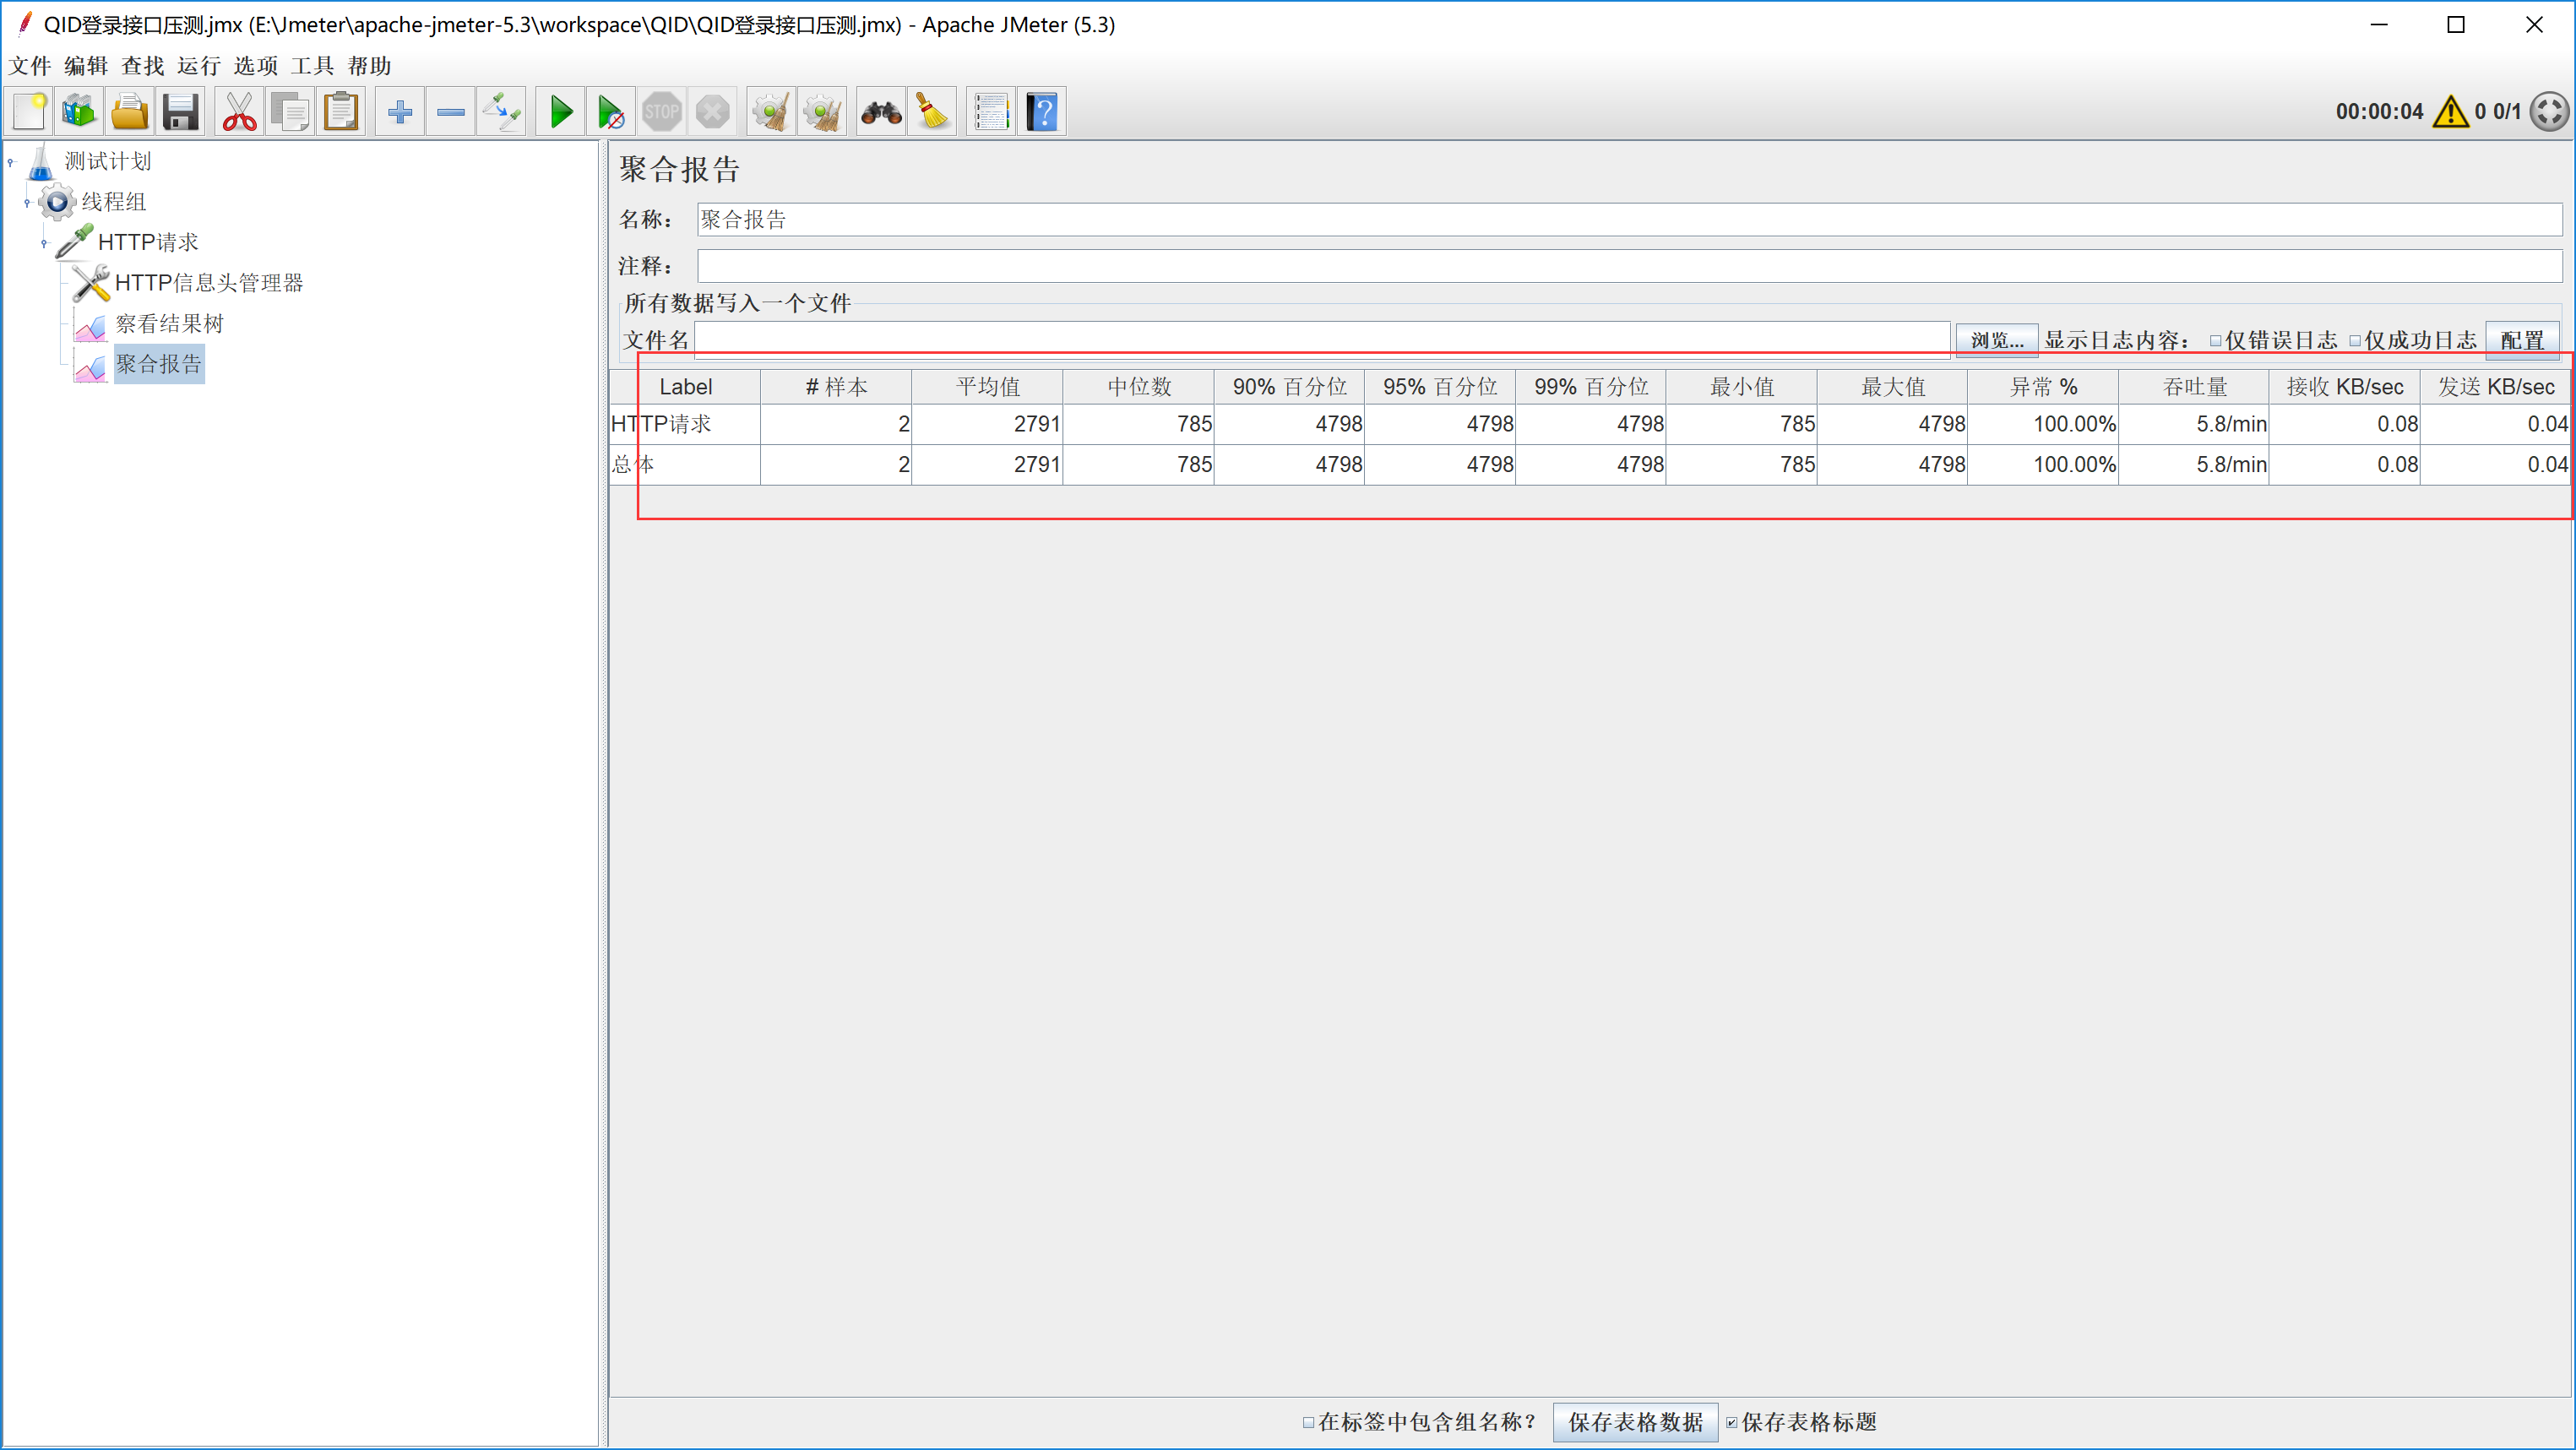 QID登录接口压测.jmx (E:\Jmeter\apache-jmeter-5.3\workspace\QID\QID登录接口压测.jmx) - Apache JMeter (5.3)
文件 编辑 查找 运行 选项 工具 帮助
STOP 00:00:04 0 0/1
测试计划
线程组
HTTP请求
HTTP信息头管理器
察看结果树
聚合报告
聚合报告
名称： 聚合报告
注释：
所有数据写入一个文件
文件名 浏览... 显示日志内容： 仅错误日志 仅成功日志 配置
Label # 样本 平均值 中位数 90% 百分位 95% 百分位 99% 百分位 最小值 最大值 异常 % 吞吐量 接收 KB/sec 发送 KB/sec
HTTP请求 2 2791 785 4798 4798 4798 785 4798 100.00% 5.8/min 0.08 0.04
总体 2 2791 785 4798 4798 4798 785 4798 100.00% 5.8/min 0.08 0.04
在标签中包含组名称？ 保存表格数据 保存表格标题